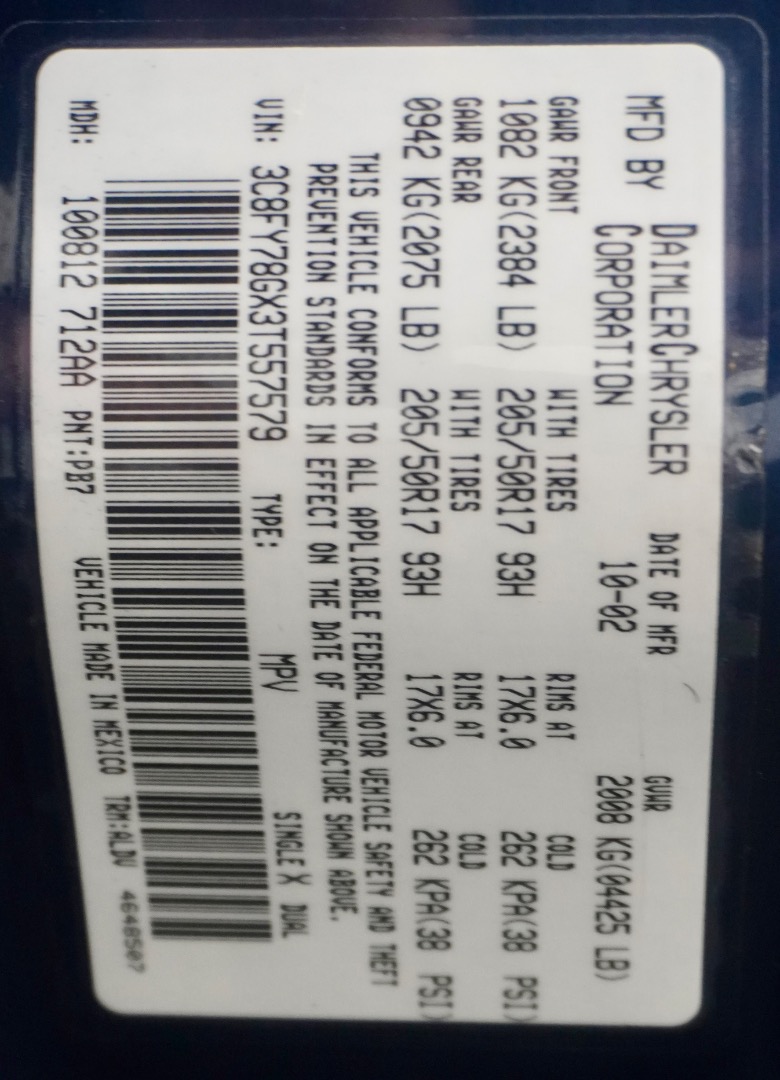 MFD BY DAIMLERCHRYSLER CORPORATION DATE OF MFR 10-02 GVWR 2008 KG(04425 LB)
GAWR FRONT WITH TIRES RIMS AT COLD
1082 KG(2384 LB) 205/50R17 93H 17X6.0 262 KPA(38 PSI)
GAWR REAR WITH TIRES RIMS AT COLD
0942 KG(2075 LB) 205/50R17 93H 17X6.0 262 KPA(38 PSI)
THIS VEHICLE CONFORMS TO ALL APPLICABLE FEDERAL MOTOR VEHICLE SAFETY AND THEFT
PREVENTION STANDARDS IN EFFECT ON THE DATE OF MANUFACTURE SHOWN ABOVE.
VIN: 3C8FY78GX3T557579 TYPE: MPV SINGLE X DUAL
MDH: 100812 712AA PNT:PB7 VEHICLE MADE IN MEXICO TRM:ALDV 4648507